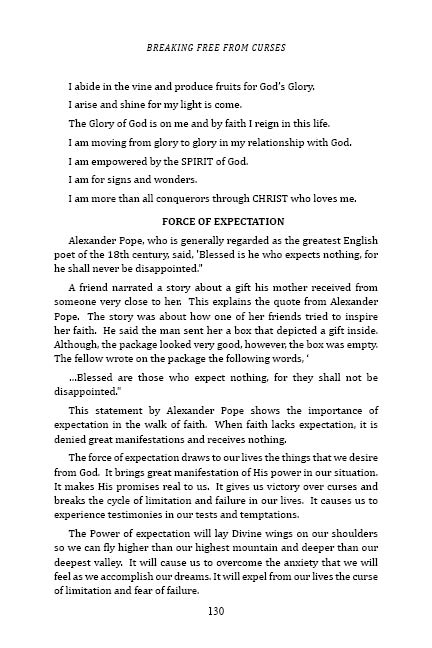 BREAKING FREE FROM CURSES
I abide in the vine and produce fruits for God's Glory.
I arise and shine for my light is come.
The Glory of God is on me and by faith I reign in this life.
I am moving from glory to glory in my relationship with God.
I am empowered by the SPIRIT of God.
I am for signs and wonders.
I am more than all conquerors through CHRIST who loves me.
FORCE OF EXPECTATION
Alexander Pope, who is generally regarded as the greatest English
poet of the 18th century, said, 'Blessed is he who expects nothing, for
he shall never be disappointed."
A friend narrated a story about a gift his mother received from
someone very close to her. This explains the quote from Alexander
Pope. The story was about how one of her friends tried to inspire
her faith. He said the man sent her a box that depicted a gift inside.
Although, the package looked very good, however, the box was empty.
The fellow wrote on the package the following words, ‘
...Blessed are those who expect nothing, for they shall not be
disappointed."
This statement by Alexander Pope shows the importance of
expectation in the walk of faith. When faith lacks expectation, it is
denied great manifestations and receives nothing.
The force of expectation draws to our lives the things that we desire
from God. It brings great manifestation of His power in our situation.
It makes His promises real to us. It gives us victory over curses and
breaks the cycle of limitation and failure in our lives. It causes us to
experience testimonies in our tests and temptations.
The Power of expectation will lay Divine wings on our shoulders
so we can fly higher than our highest mountain and deeper than our
deepest valley. It will cause us to overcome the anxiety that we will
feel as we accomplish our dreams. It will expel from our lives the curse
of limitation and fear of failure.
130